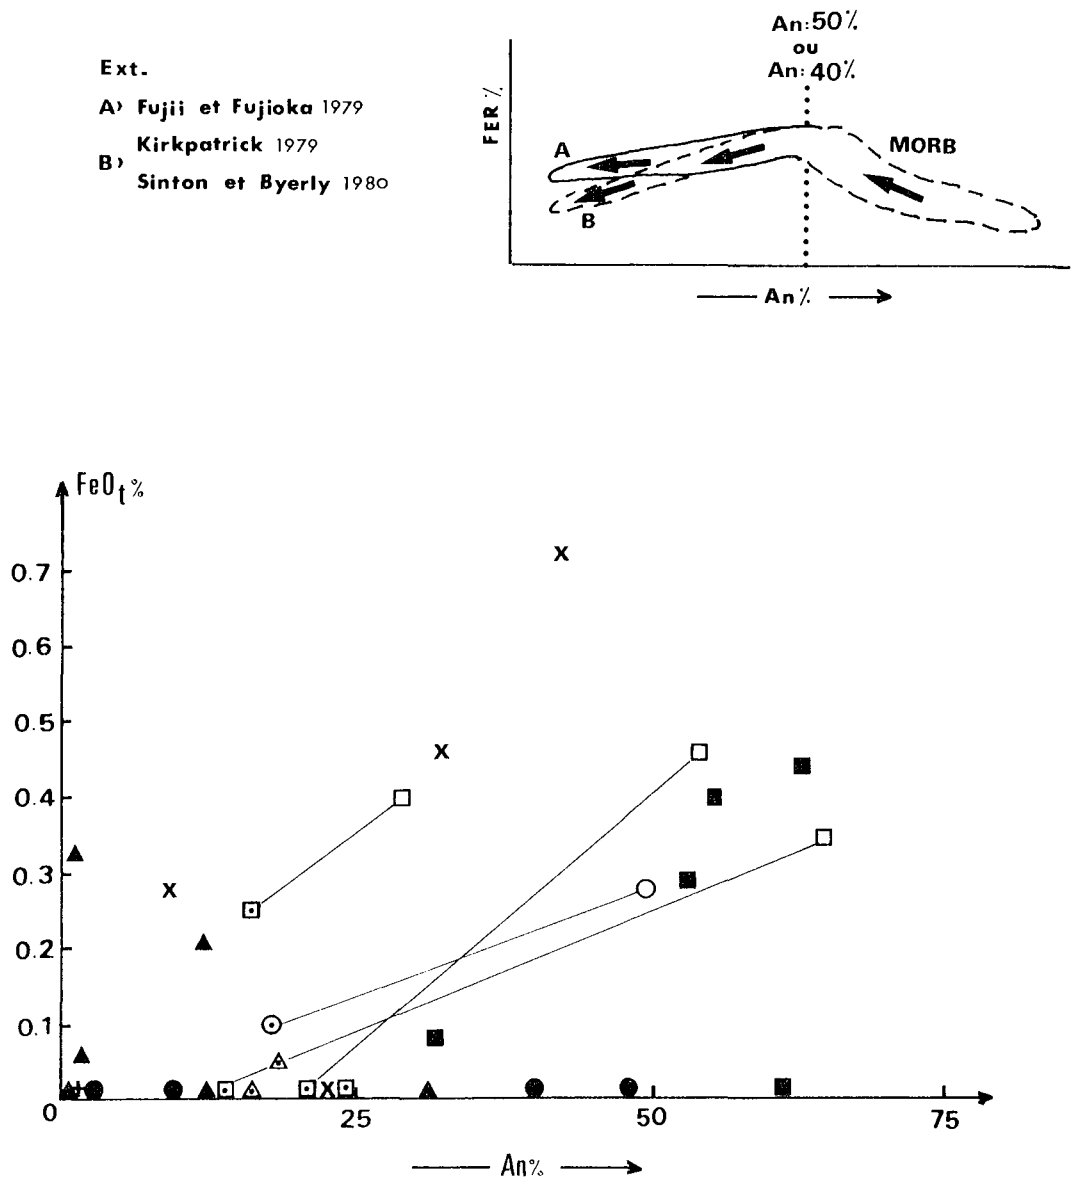 Ext.
A) Fujii et Fujioka 1979
Kirkpatrick 1979
B)
Sinton et Byerly 1980
An:50%
ou
An:40%
FER %
A
B
MORB
An%
FeOt%
0.7
0.6
0.5
0.4
0.3
0.2
0.1
0
25
50
75
An%